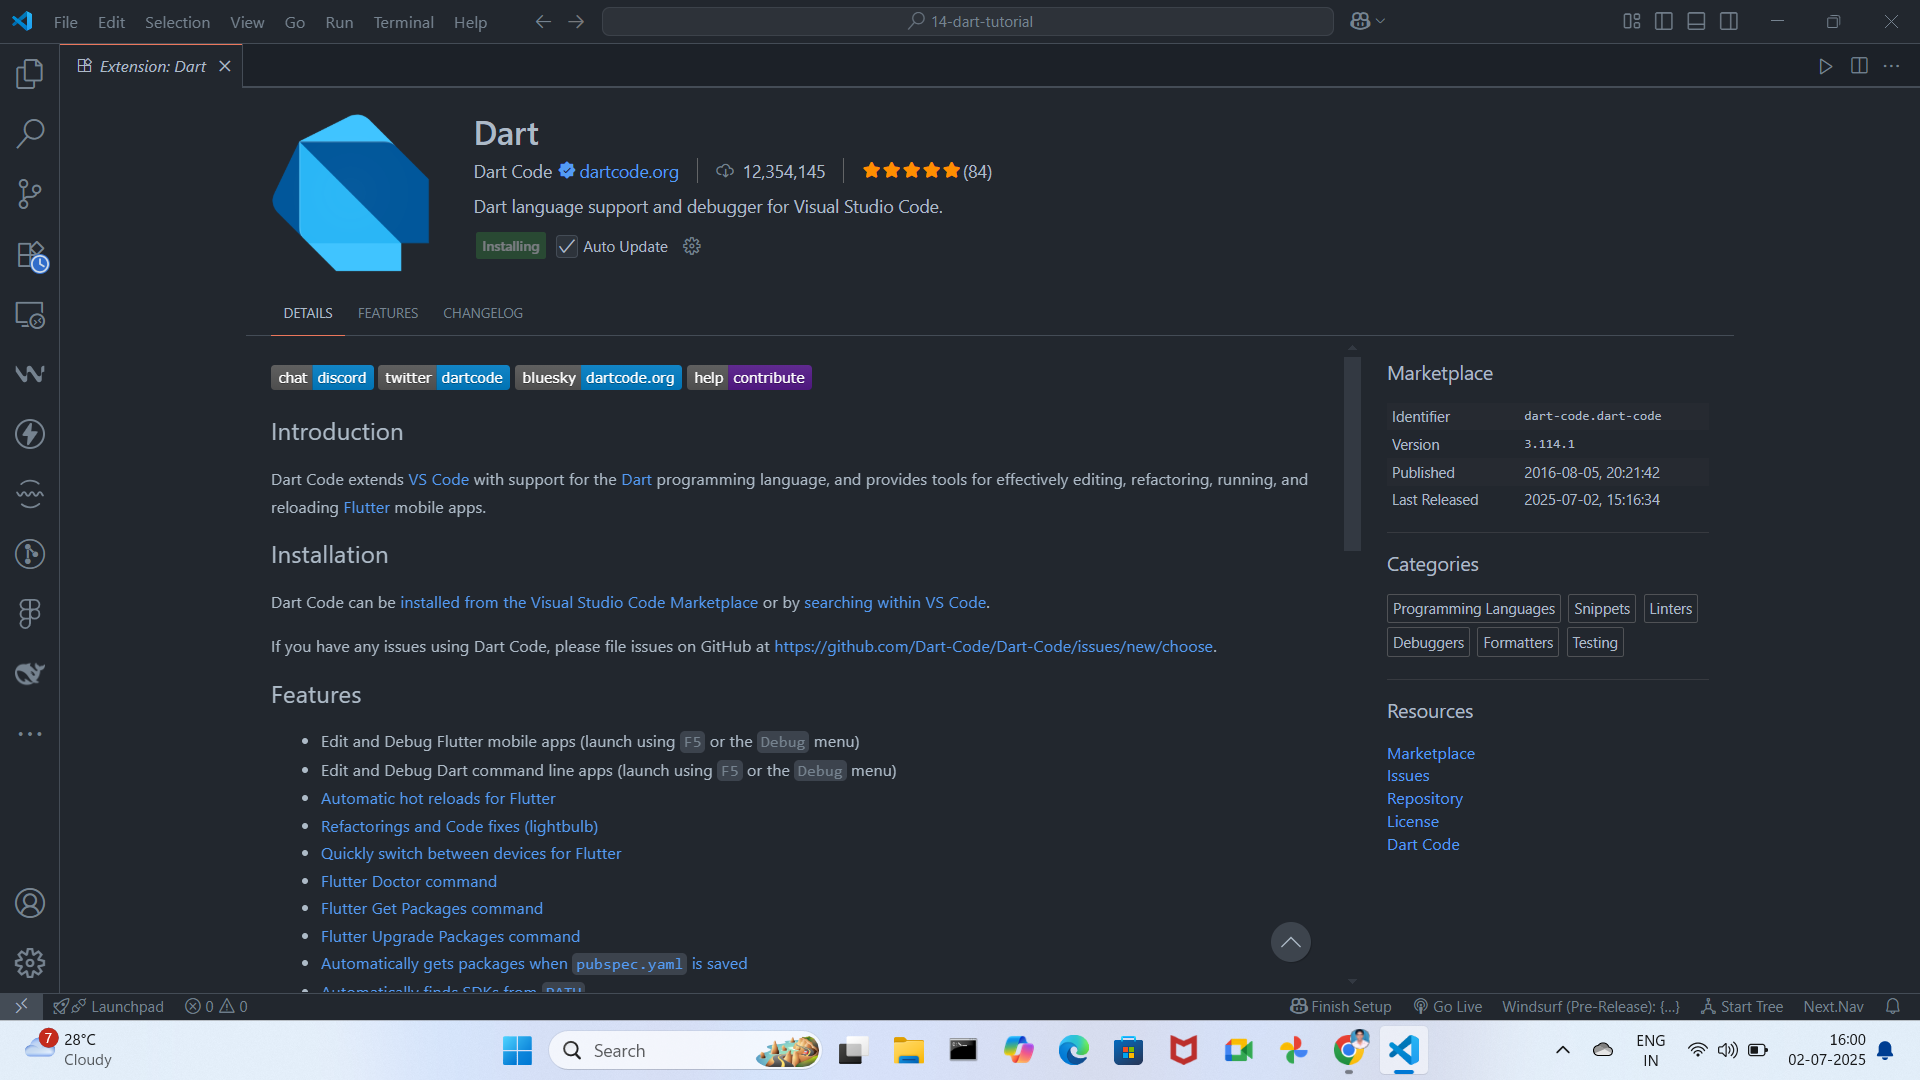 File Edit Selection View Go Run Terminal Help
14-dart-tutorial
Extension: Dart
Dart
Dart Code dartcode.org 12,354,145 (84)
Dart language support and debugger for Visual Studio Code.
Installing Auto Update
DETAILS FEATURES CHANGELOG
chat discord twitter dartcode bluesky dartcode.org help contribute
Introduction
Dart Code extends VS Code with support for the Dart programming language, and provides tools for effectively editing, refactoring, running, and
reloading Flutter mobile apps.
Installation
Dart Code can be installed from the Visual Studio Code Marketplace or by searching within VS Code.
If you have any issues using Dart Code, please file issues on GitHub at https://github.com/Dart-Code/Dart-Code/issues/new/choose.
Features
Edit and Debug Flutter mobile apps (launch using F5 or the Debug menu)
Edit and Debug Dart command line apps (launch using F5 or the Debug menu)
Automatic hot reloads for Flutter
Refactorings and Code fixes (lightbulb)
Quickly switch between devices for Flutter
Flutter Doctor command
Flutter Get Packages command
Flutter Upgrade Packages command
Automatically gets packages when pubspec.yaml is saved
Automatically finds SDKs from PATH
Marketplace
Identifier dart-code.dart-code
Version 3.114.1
Published 2016-08-05, 20:21:42
Last Released 2025-07-02, 15:16:34
Categories
Programming Languages Snippets Linters
Debuggers Formatters Testing
Resources
Marketplace
Issues
Repository
License
Dart Code
Launchpad 0 0 Finish Setup Go Live Windsurf (Pre-Release): {...} Start Tree Next.Nav
7 28°C
Cloudy
Search
ENG
IN
16:00
02-07-2025